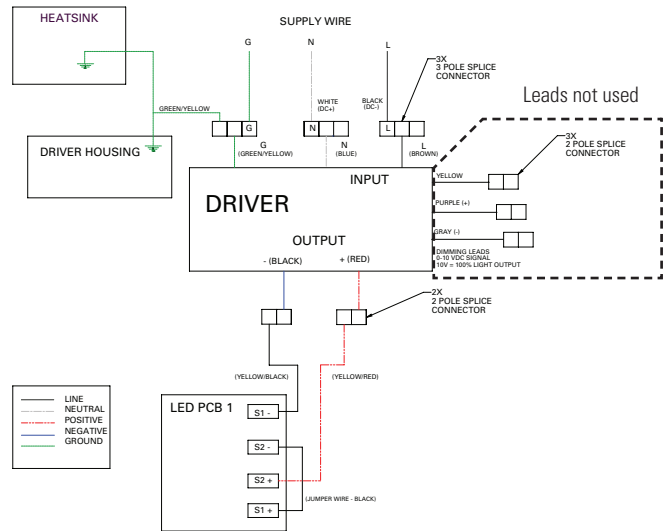 HEATSINK
SUPPLY WIRE
G
N
L
3X
3 POLE SPLICE
CONNECTOR
BLACK
(DC-)
WHITE
(DC+)
GREEN/YELLOW
Leads not used
G
N
L
3X
2 POLE SPLICE
CONNECTOR
DRIVER HOUSING
G
(GREEN/YELLOW)
N
(BLUE)
L
(BROWN)
INPUT
YELLOW
DRIVER
PURPLE (+)
GRAY (-)
OUTPUT
- (BLACK)
+ (RED)
DIMMING LEADS
0-10 VDC SIGNAL
10V = 100% LIGHT OUTPUT
2X
2 POLE SPLICE
CONNECTOR
(YELLOW/BLACK)
(YELLOW/RED)
LINE
NEUTRAL
POSITIVE
NEGATIVE
GROUND
LED PCB 1
S1 -
S2 -
S2 +
S1 +
(JUMPER WIRE - BLACK)